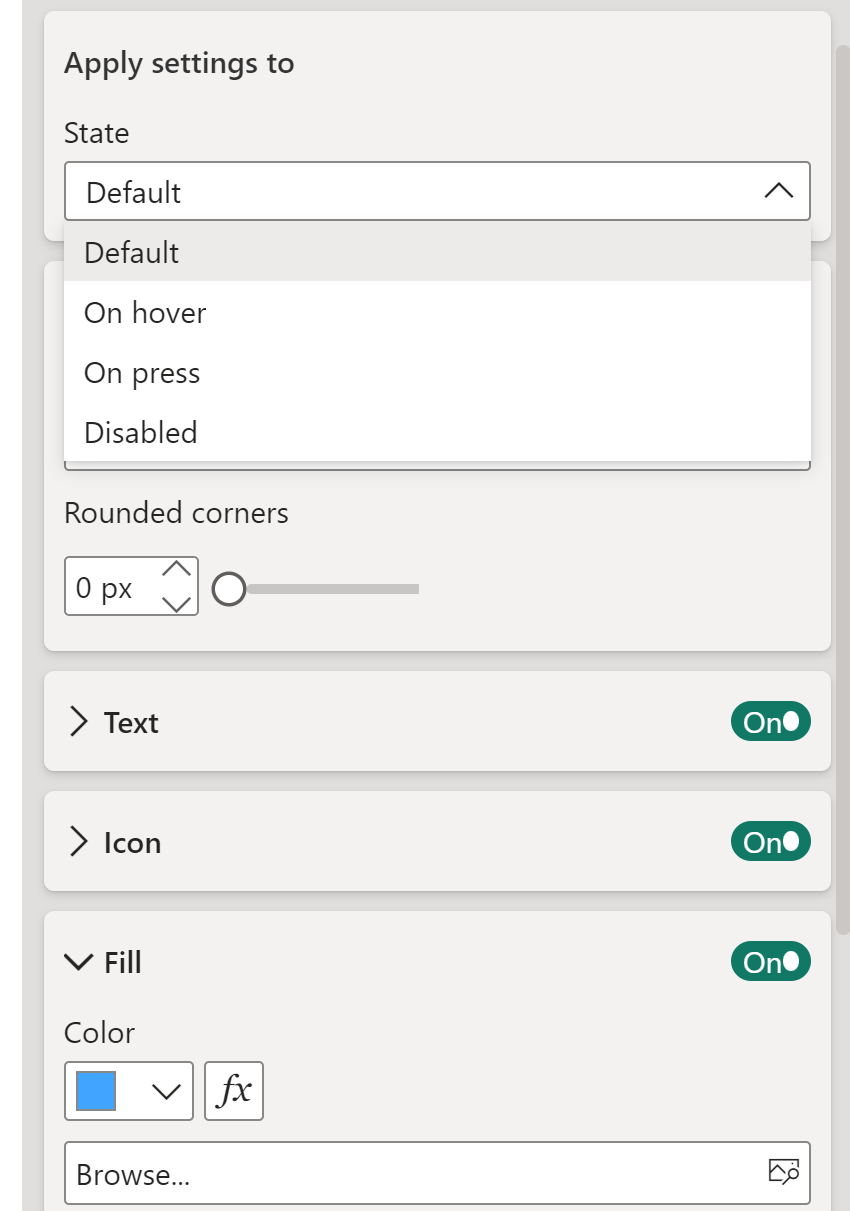 Apply settings to
State
Default
Default
On hover
On press
Disabled
Rounded corners
0 px
Text On
Icon On
Fill On
Color
fx
Browse...